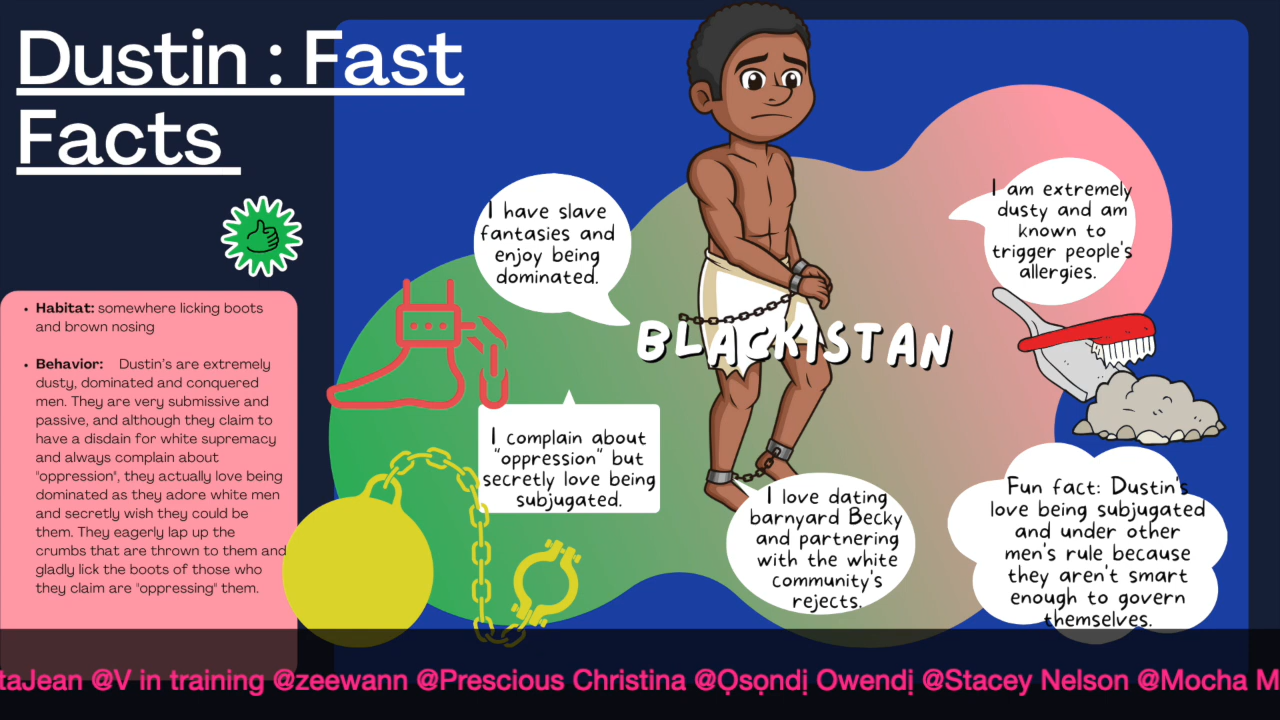 Dustin : Fast
Facts
• Habitat: somewhere licking boots
and brown nosing
• Behavior: Dustin's are extremely
dusty, dominated and conquered
men. They are very submissive and
passive, and although they claim to
have a disdain for white supremacy
and always complain about
"oppression", they actually love being
dominated as they adore white men
and secretly wish they could be
them. They eagerly lap up the
crumbs that are thrown to them and
gladly lick the boots of those who
they claim are "oppressing" them.
I have slave
fantasies and
enjoy being
dominated.
I am extremely
dusty and am
known to
trigger people's
allergies.
BLACKISTAN
I complain about
"oppression" but
secretly love being
subjugated.
I love dating
barnyard Becky
and partnering
with the white
community's
rejects.
Fun fact: Dustin's
love being subjugated
and under other
men's rule because
they aren't smart
enough to govern
themselves.
taJean @V in training @zeewann @Prescious Christina @Ọsọndị Owendị @Stacey Nelson @Mocha M